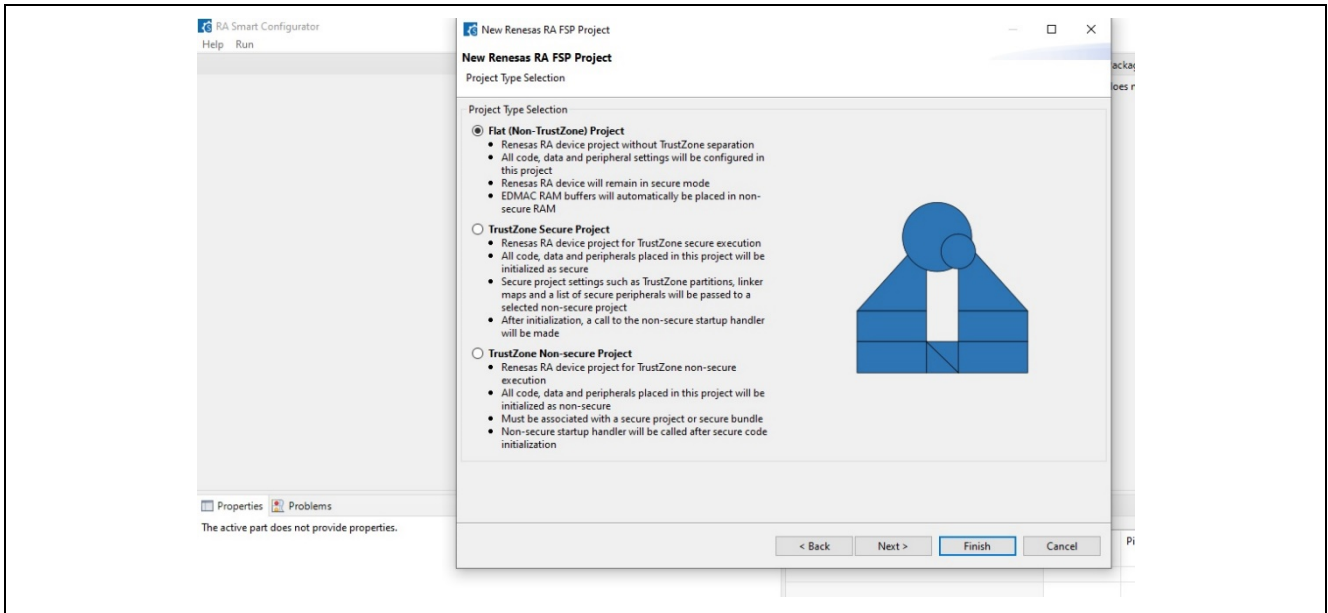 RA Smart Configurator
Help Run
New Renesas RA FSP Project
New Renesas RA FSP Project
Project Type Selection
Project Type Selection
Flat (Non-TrustZone) Project
• Renesas RA device project without TrustZone separation
• All code, data and peripheral settings will be configured in
this project
• Renesas RA device will remain in secure mode
• EDMAC RAM buffers will automatically be placed in non-
secure RAM
TrustZone Secure Project
• Renesas RA device project for TrustZone secure execution
• All code, data and peripherals placed in this project will be
initialized as secure
• Secure project settings such as TrustZone partitions, linker
maps and a list of secure peripherals will be passed to a
selected non-secure project
• After initialization, a call to the non-secure startup handler
will be made
TrustZone Non-secure Project
• Renesas RA device project for TrustZone non-secure
execution
• All code, data and peripherals placed in this project will be
initialized as non-secure
• Must be associated with a secure project or secure bundle
• Non-secure startup handler will be called after secure code
initialization
Properties Problems
The active part does not provide properties.
< Back Next > Finish Cancel